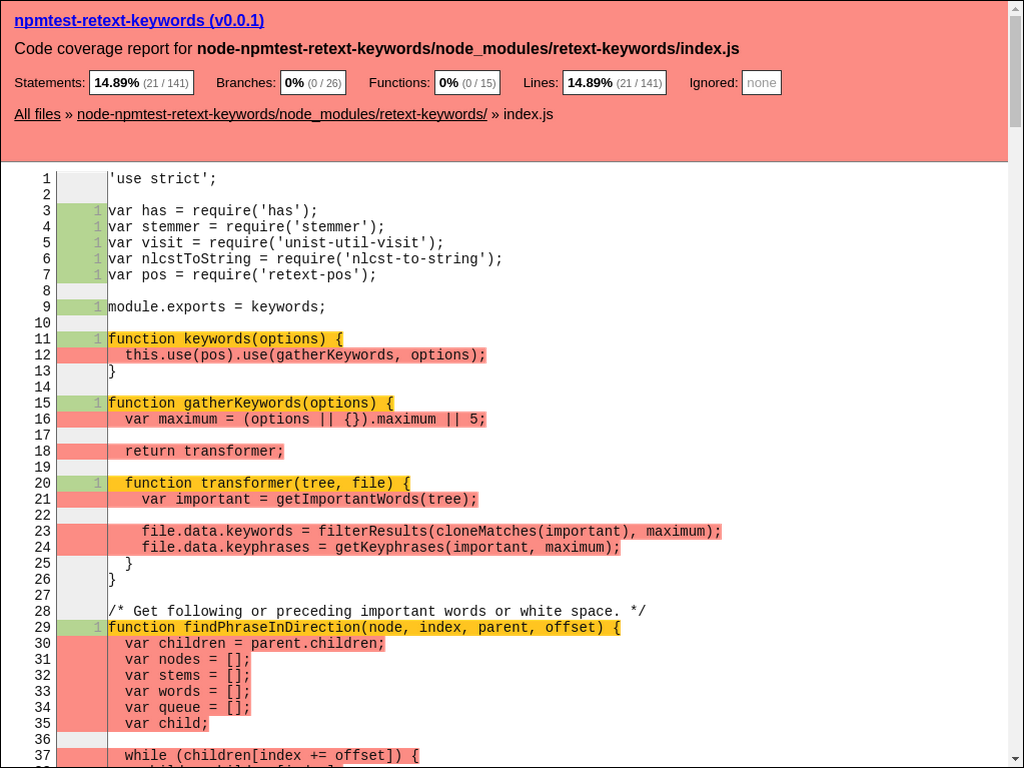 npmtest-retext-keywords (v0.0.1)
Code coverage report for node-npmtest-retext-keywords/node_modules/retext-keywords/index.js
Statements: 14.89% (21 / 141) Branches: 0% (0 / 26) Functions: 0% (0 / 15) Lines: 14.89% (21 / 141) Ignored: none
All files » node-npmtest-retext-keywords/node_modules/retext-keywords/ » index.js
1 'use strict';
2
3 1 var has = require('has');
4 1 var stemmer = require('stemmer');
5 1 var visit = require('unist-util-visit');
6 1 var nlcstToString = require('nlcst-to-string');
7 1 var pos = require('retext-pos');
8
9 1 module.exports = keywords;
10
11 1 function keywords(options) {
12 this.use(pos).use(gatherKeywords, options);
13 }
14
15 1 function gatherKeywords(options) {
16 var maximum = (options || {}).maximum || 5;
17
18 return transformer;
19
20 1 function transformer(tree, file) {
21 var important = getImportantWords(tree);
22
23 file.data.keywords = filterResults(cloneMatches(important), maximum);
24 file.data.keyphrases = getKeyphrases(important, maximum);
25 }
26 }
27
28 /* Get following or preceding important words or white space. */
29 1 function findPhraseInDirection(node, index, parent, offset) {
30 var children = parent.children;
31 var nodes = [];
32 var stems = [];
33 var words = [];
34 var queue = [];
35 var child;
36
37 while (children[index += offset]) {